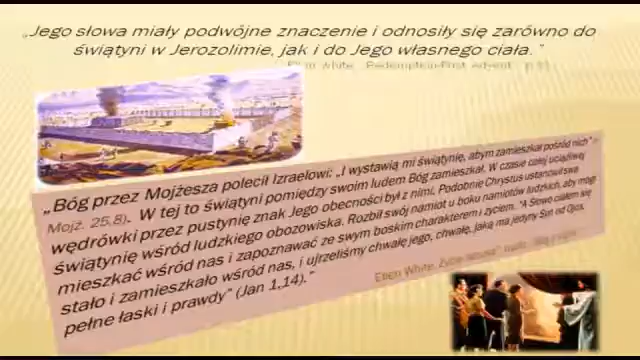 „Jego słowa miały podwójne znaczenie i odnosiły się zarówno do
świątyni w Jerozolimie, jak i do Jego własnego ciała.”
„Bóg przez Mojżesza polecił Izraelowi: „I wystawią mi świątynię, abym zamieszkał pośród nich”
Mojż. 25,8). W tej to świątyni pomiędzy swoim ludem Bóg zamieszkał. W czasie całej uciążliwej
wędrówki przez pustynię znak Jego obecności był z nimi. Podobnie Chrystus ustanowił swą
świątynię wśród ludzkiego obozowiska. Rozbił swój namiot u boku namiotów ludzkich, aby mógł
mieszkać wśród nas i zapoznawać ze swym boskim charakterem i życiem. “A Słowo ciałem się
stało i zamieszkało wśród nas, i ujrzeliśmy chwałę jego, chwałę, jaką ma jedyny Syn od Ojca,
pełne łaski i prawdy” (Jan 1,14).”
Ellen White,